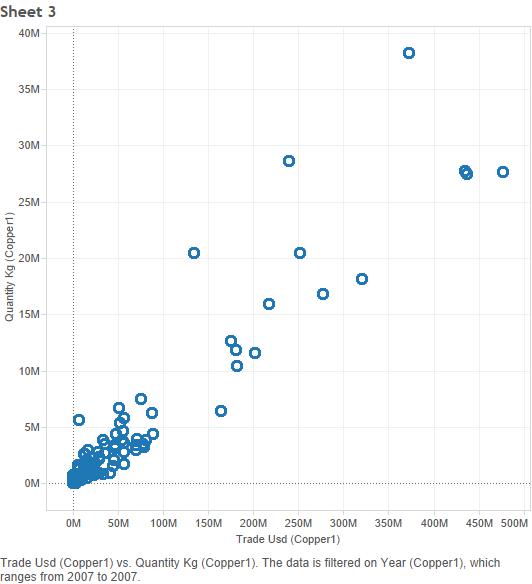 Sheet 3
40M
35M
30M
25M
20M
15M
10M
5M
0M
Quantity Kg (Copper1)
0M 50M 100M 150M 200M 250M 300M 350M 400M 450M 500M
Trade Usd (Copper1)
Trade Usd (Copper1) vs. Quantity Kg (Copper1). The data is filtered on Year (Copper1), which
ranges from 2007 to 2007.